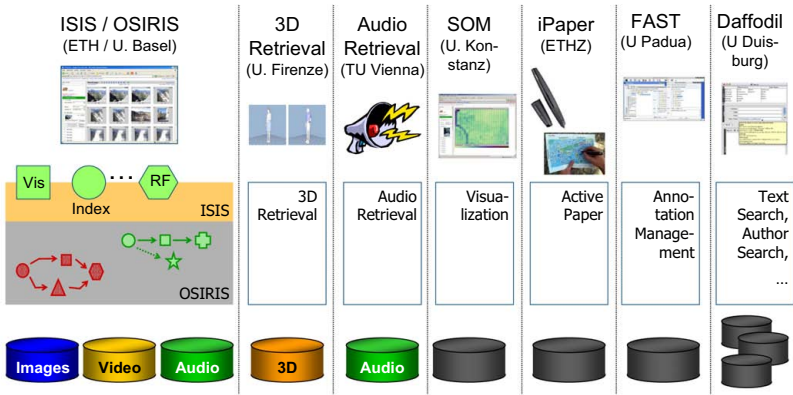 ISIS / OSIRIS
(ETH / U. Basel)
3D
Retrieval
(U. Firenze)
Audio
Retrieval
(TU Vienna)
SOM
(U. Kon-
stanz)
iPaper
(ETHZ)
FAST
(U Padua)
Daffodil
(U Duis-
burg)
Vis
Index
...
RF
ISIS
OSIRIS
3D
Retrieval
Audio
Retrieval
Visua-
lization
Active
Paper
Anno-
tation
Manage-
ment
Text
Search,
Author
Search,
...
Images
Video
Audio
3D
Audio